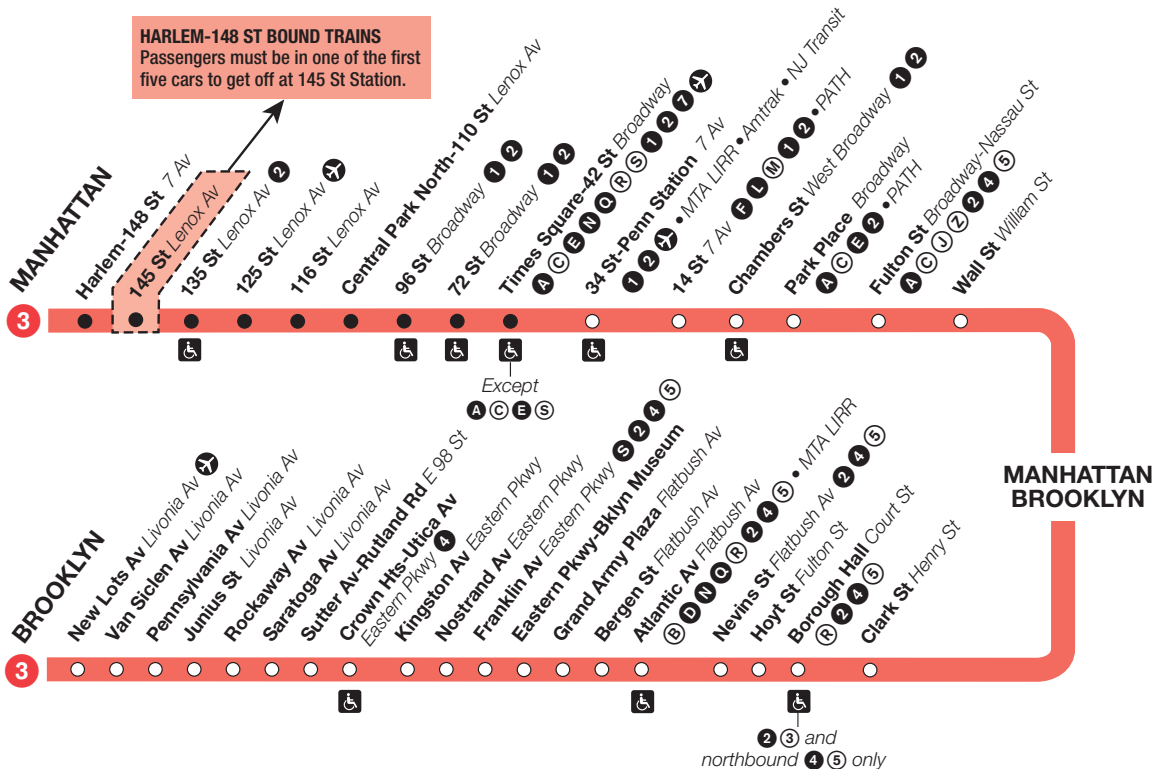 HARLEM-148 ST BOUND TRAINS
Passengers must be in one of the first
five cars to get off at 145 St Station.
MANHATTAN
3
Harlem-148 St 7 Av
145 St Lenox Av
135 St Lenox Av 2
125 St Lenox Av
116 St Lenox Av
Central Park North-110 St Lenox Av
96 St Broadway 1 2
72 St Broadway 1 2
Times Square-42 St Broadway
A C E N Q R S 1 2 7
34 St-Penn Station 7 Av
1 2 • MTA LIRR • Amtrak • NJ Transit
14 St 7 Av F L M 1 2 • PATH
Chambers St West Broadway 1 2
Park Place Broadway
A C E 2 • PATH
Fulton St Broadway-Nassau St
A C J Z 2 4 5
Wall St William St
Except
A C E S
MANHATTAN
BROOKLYN
BROOKLYN
3
New Lots Av Livonia Av
Van Siclen Av Livonia Av
Pennsylvania Av Livonia Av
Junius St Livonia Av
Rockaway Av Livonia Av
Saratoga Av Livonia Av
Sutter Av-Rutland Rd E 98 St
Crown Hts-Utica Av
Eastern Pkwy 4
Kingston Av Eastern Pkwy
Nostrand Av Eastern Pkwy
Franklin Av Eastern Pkwy S 2 4 5
Eastern Pkwy-Bklyn Museum
Grand Army Plaza Flatbush Av
Bergen St Flatbush Av
Atlantic Av Flatbush Av
B D N Q R 2 4 5 • MTA LIRR
Nevins St Flatbush Av 2 4 5
Hoyt St Fulton St
Borough Hall Court St
R 2 4 5
Clark St Henry St
2 3 and
northbound 4 5 only